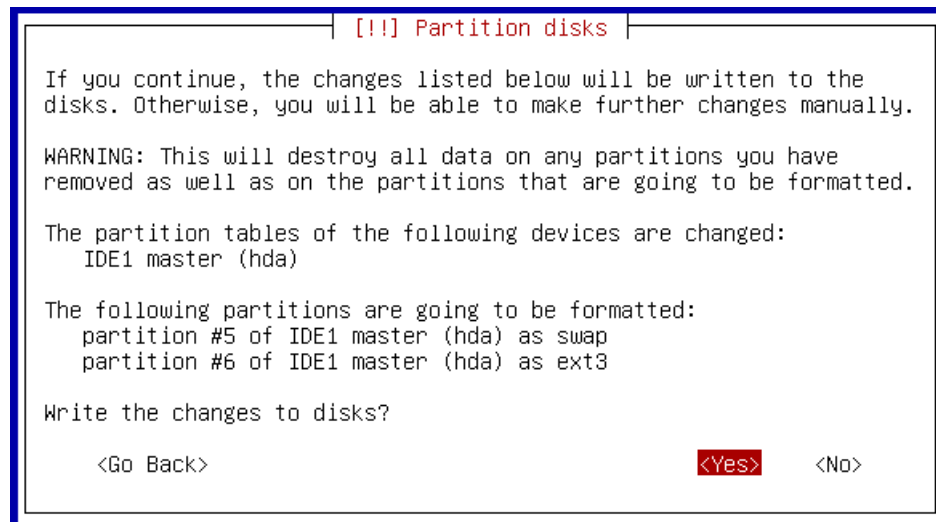 [!!] Partition disks
If you continue, the changes listed below will be written to the
disks. Otherwise, you will be able to make further changes manually.
WARNING: This will destroy all data on any partitions you have
removed as well as on the partitions that are going to be formatted.
The partition tables of the following devices are changed:
IDE1 master (hda)
The following partitions are going to be formatted:
partition #5 of IDE1 master (hda) as swap
partition #6 of IDE1 master (hda) as ext3
Write the changes to disks?
<Go Back> <Yes> <No>